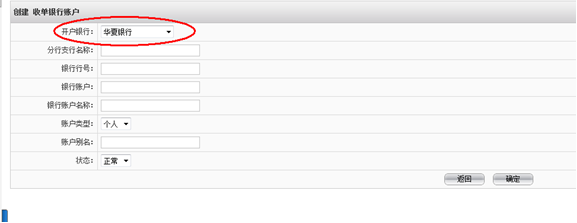 创建 收单银行账户
开户银行: 华夏银行
分行支行名称:
银行行号:
银行账户:
银行账户名称:
账户类型: 个人
账户别名:
状态: 正常
返回 确定